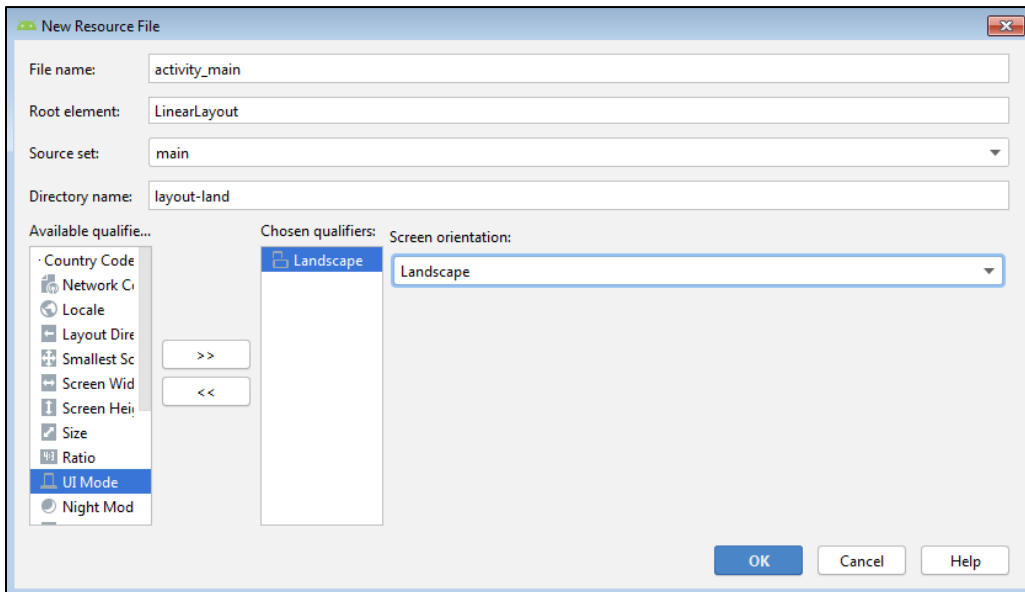 New Resource File
File name: activity_main
Root element: LinearLayout
Source set: main
Directory name: layout-land
Available qualifie... Chosen qualifiers: Screen orientation:
Country Code
Network C
Locale
Layout Dire
Smallest Sc
Screen Wid
Screen Hei
Size
4:3 Ratio
UI Mode
Night Mod
>>
<<
Landscape
Landscape
OK Cancel Help